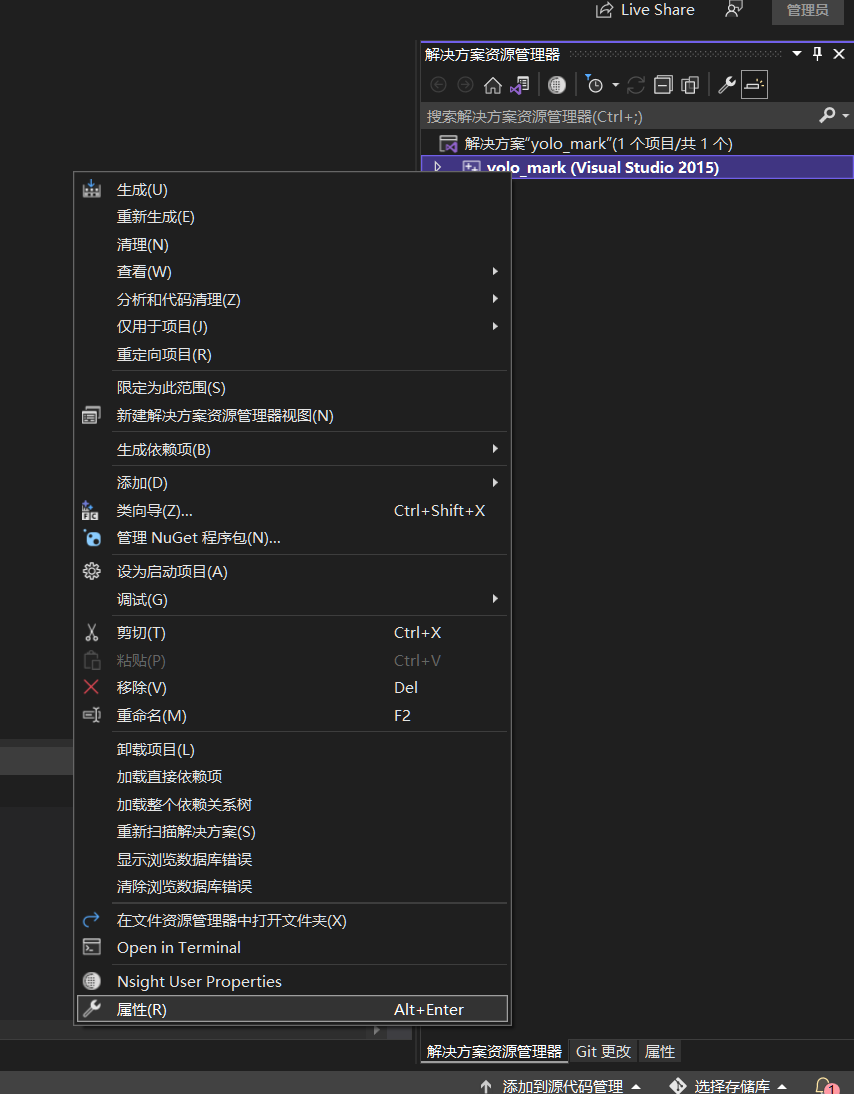 Live Share
管理员
解决方案资源管理器
搜索解决方案资源管理器(Ctrl+;)
解决方案"yolo_mark"(1 个项目/共 1 个)
yolo_mark (Visual Studio 2015)
生成(U)
重新生成(E)
清理(N)
查看(W)
分析和代码清理(Z)
仅用于项目(J)
重定向项目(R)
限定为此范围(S)
新建解决方案资源管理器视图(N)
生成依赖项(B)
添加(D)
类向导(Z)... Ctrl+Shift+X
管理 NuGet 程序包(N)...
设为启动项目(A)
调试(G)
剪切(T) Ctrl+X
粘贴(P) Ctrl+V
移除(V) Del
重命名(M) F2
卸载项目(L)
加载直接依赖项
加载整个依赖关系树
重新扫描解决方案(S)
显示浏览数据库错误
清除浏览数据库错误
在文件资源管理器中打开文件夹(X)
Open in Terminal
Nsight User Properties
属性(R) Alt+Enter
解决方案资源管理器 Git 更改 属性
添加到源代码管理 选择存储库 1